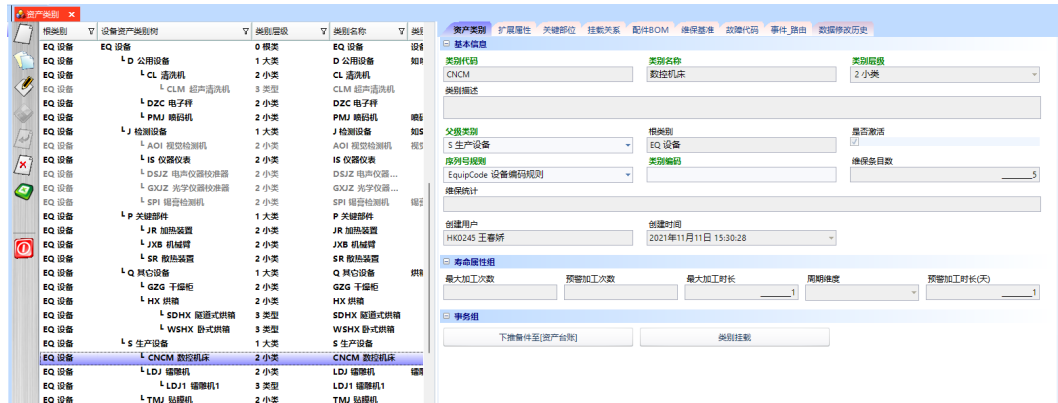 资产类别 ×
根类别 设备资产类别树 类别层级 类别名称 类别
EQ 设备 EQ 设备 0 根类 EQ 设备
EQ 设备 D 公用设备 1 大类 D 公用设备
EQ 设备 CL 清洗机 2 小类 CL 清洗机
EQ 设备 CLM 超声清洗机 3 类型 CLM 超声清洗机
EQ 设备 DZC 电子秤 2 小类 DZC 电子秤
EQ 设备 PMJ 喷码机 2 小类 PMJ 喷码机
EQ 设备 J 检测设备 1 大类 J 检测设备
EQ 设备 AOI 视觉检测机 2 小类 AOI 视觉检测机
EQ 设备 IS 仪器仪表 2 小类 IS 仪器仪表
EQ 设备 DSJZ 电声仪器校准器 2 小类 DSJZ 电声仪器...
EQ 设备 GXJZ 光学仪器校准器 2 小类 GXJZ 光学仪器...
EQ 设备 SPI 锡膏检测机 2 小类 SPI 锡膏检测机
EQ 设备 P 关键部件 1 大类 P 关键部件
EQ 设备 JR 加热装置 2 小类 JR 加热装置
EQ 设备 JXB 机械臂 2 小类 JXB 机械臂
EQ 设备 SR 散热装置 2 小类 SR 散热装置
EQ 设备 Q 其它设备 1 大类 Q 其它设备
EQ 设备 GZG 干燥柜 2 小类 GZG 干燥柜
EQ 设备 HX 烘箱 2 小类 HX 烘箱
EQ 设备 SDHX 隧道式烘箱 3 类型 SDHX 隧道式烘箱
EQ 设备 WSHX 卧式烘箱 3 类型 WSHX 卧式烘箱
EQ 设备 S 生产设备 1 大类 S 生产设备
EQ 设备 CNCM 数控机床 2 小类 CNCM 数控机床
EQ 设备 LDJ 镭雕机 2 小类 LDJ 镭雕机
EQ 设备 LDJ1 镭雕机1 3 类型 LDJ1 镭雕机1
EQ 设备 TMJ 贴膜机 2 小类 TMJ 贴膜机
资产类别 扩展属性 关键部位 挂载关系 配件BOM 维保基准 故障代码 事件_路由 数据修改历史
基本信息
类别代码 类别名称 类别层级
CNCM 数控机床 2 小类
类别描述
父级类别 根类别 是否激活
S 生产设备 EQ 设备
序列号规则 类别编码 维保条目数
EquipCode 设备编码规则 5
维保统计
创建用户 创建时间
HK0245 王春娇 2021年11月11日 15:30:28
寿命属性组
最大加工次数 预警加工次数 最大加工时长 周期维度 预警加工时长(天)
1 1
事务组
下推备件至[资产台账] 类别挂载